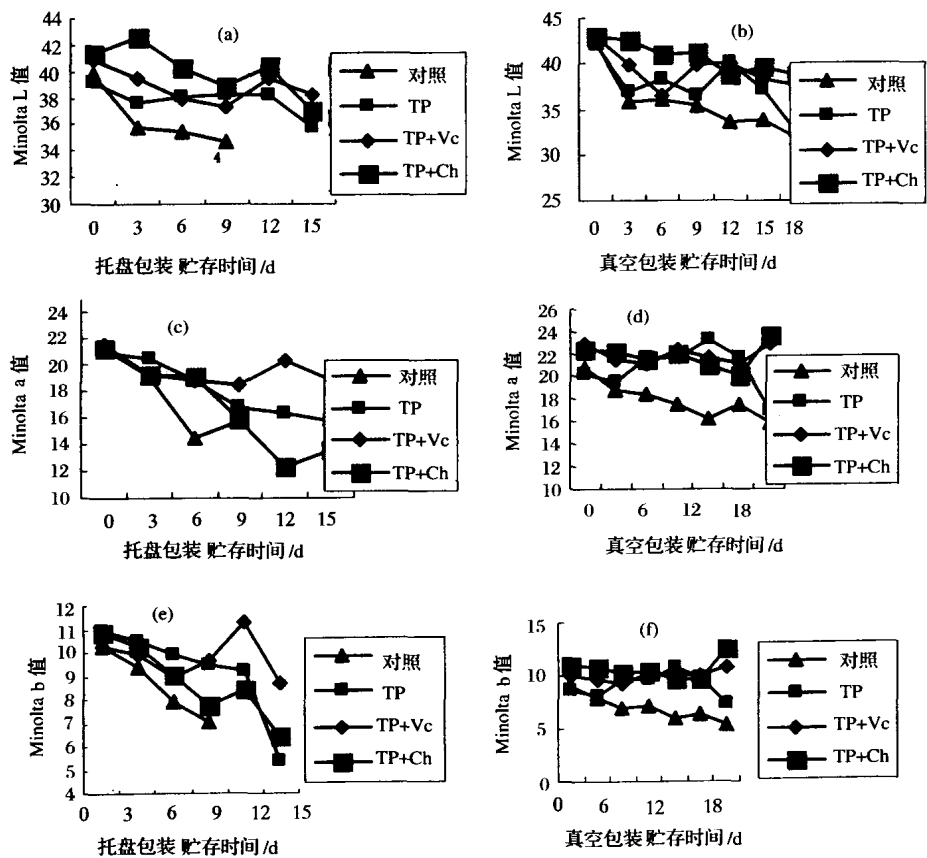 (a)
Minolta L 值
44
42
40
38
36
34
32
30
4
0 3 6 9 12 15
托盘包装 贮存时间 /d
对照
TP
TP+Vc
TP+Ch
(b)
Minolta L 值
45
40
35
30
25
0 3 6 9 12 15 18
真空包装 贮存时间 /d
对照
TP
TP+Vc
TP+Ch
(c)
Minolta a 值
24
22
20
18
16
14
12
10
0 3 6 9 12 15
托盘包装 贮存时间 /d
对照
TP
TP+Vc
TP+Ch
(d)
Minolta a 值
26
24
22
20
18
16
14
12
10
0 6 12 18
真空包装 贮存时间 /d
对照
TP
TP+Vc
TP+Ch
(e)
Minolta b 值
12
11
10
9
8
7
6
5
4
0 3 6 9 12 15
托盘包装 贮存时间 /d
对照
TP
TP+Vc
TP+Ch
(f)
Minolta b 值
15
10
5
0
0 6 12 18
真空包装 贮存时间 /d
对照
TP
TP+Vc
TP+Ch